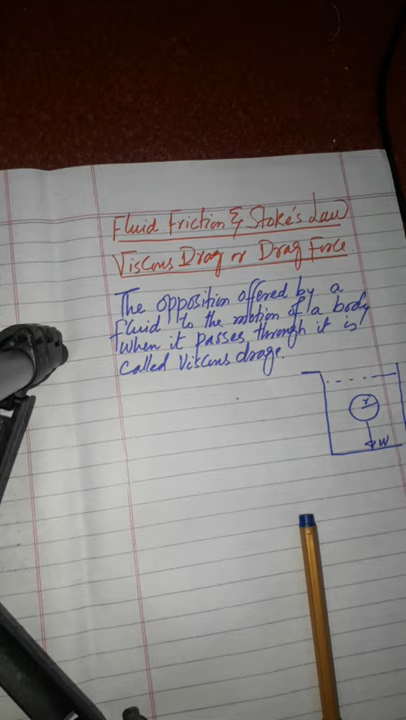 Fluid Friction & Stoke's Law
Viscous Drag or Drag Force
The opposition offered by a
fluid to the motion of a body
when it passes through it is
called Viscous drage.
r
W